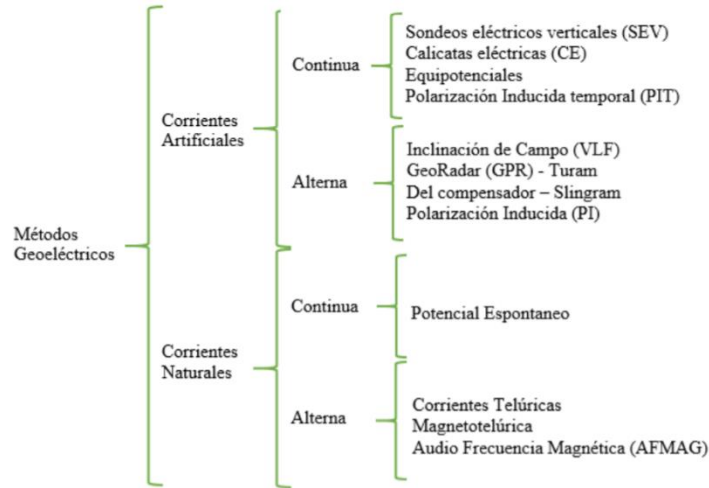 Métodos
Geoeléctricos
Corrientes
Artificiales
Continua
Sondeos eléctricos verticales (SEV)
Calicatas eléctricas (CE)
Equipotenciales
Polarización Inducida temporal (PIT)
Alterna
Inclinación de Campo (VLF)
GeoRadar (GPR) - Turam
Del compensador – Slingram
Polarización Inducida (PI)
Corrientes
Naturales
Continua
Potencial Espontaneo
Alterna
Corrientes Telúricas
Magnetotelúrica
Audio Frecuencia Magnética (AFMAG)